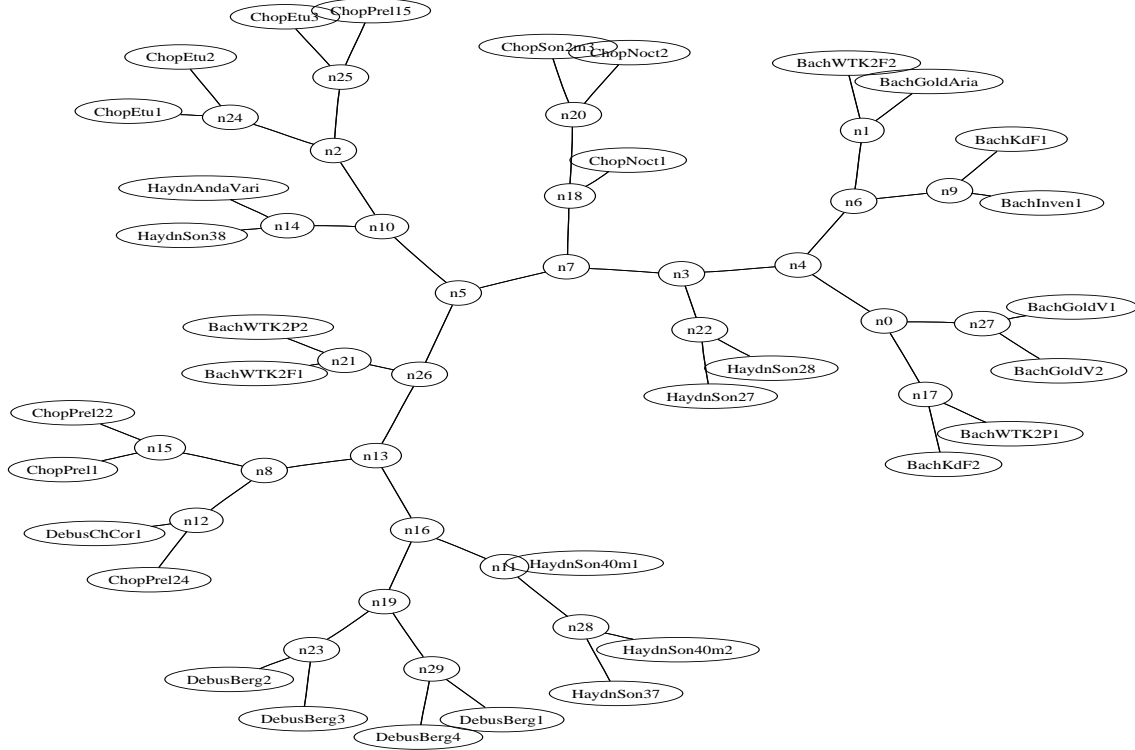 ChopEtu3
ChopPrel15
ChopEtu2
ChopSon2m3
ChopNoct2
BachWTK2F2
n25
BachGoldAria
ChopEtu1
n24
n20
n1
BachKdF1
n2
ChopNoct1
HaydnAndaVari
n18
n6
n9
BachInven1
n14
n10
HaydnSon38
n7
n4
n3
n5
BachGoldV1
n0
n27
BachWTK2P2
n22
n21
HaydnSon28
BachGoldV2
BachWTK2F1
n26
n17
HaydnSon27
ChopPrel22
BachWTK2P1
n15
n13
BachKdF2
ChopPrel1
n8
n12
DebusChCor1
n16
n11
HaydnSon40m1
ChopPrel24
n19
n28
n23
HaydnSon40m2
n29
DebusBerg2
HaydnSon37
DebusBerg3
DebusBerg1
DebusBerg4